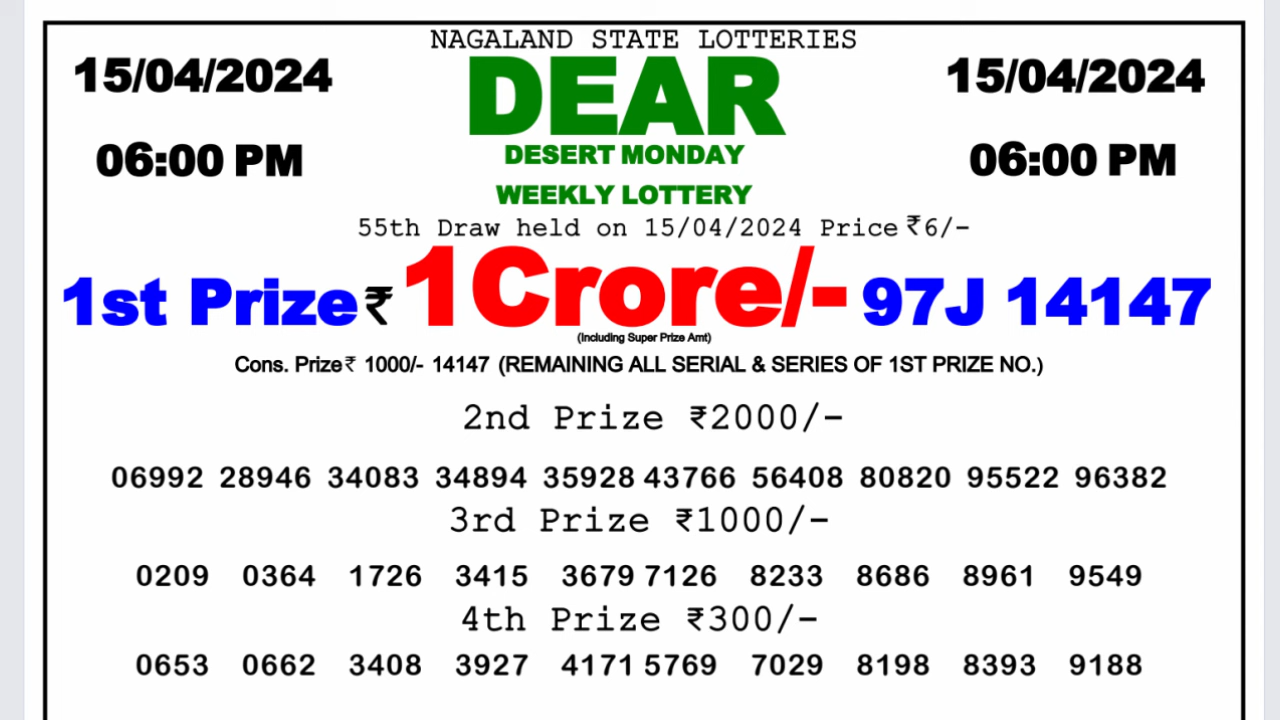 NAGALAND STATE LOTTERIES
15/04/2024 DEAR 15/04/2024
06:00 PM DESERT MONDAY 06:00 PM
WEEKLY LOTTERY
55th Draw held on 15/04/2024 Price ₹6/-
1st Prize ₹ 1Crore/- 97J 14147
(Including Super Prize Amt)
Cons. Prize ₹ 1000/- 14147 (REMAINING ALL SERIAL & SERIES OF 1ST PRIZE NO.)
2nd Prize ₹2000/-
06992 28946 34083 34894 35928 43766 56408 80820 95522 96382
3rd Prize ₹1000/-
0209 0364 1726 3415 3679 7126 8233 8686 8961 9549
4th Prize ₹300/-
0653 0662 3408 3927 4171 5769 7029 8198 8393 9188